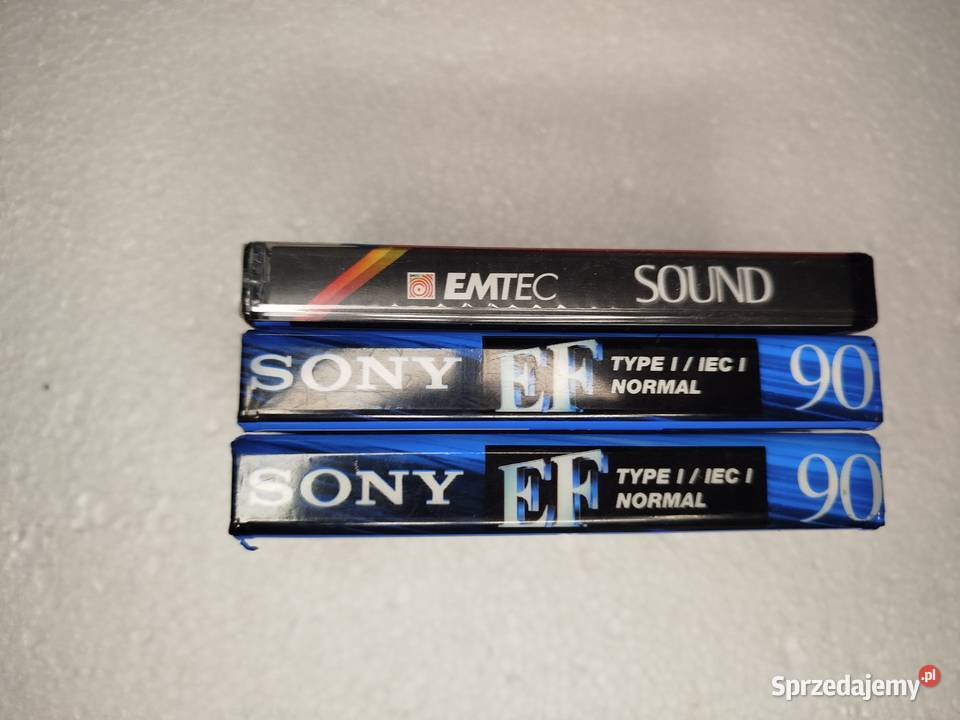 EMTEC SOUND
SONY EF TYPE I / IEC I NORMAL 90
SONY EF TYPE I / IEC I NORMAL 90
Sprzedajemy.pl